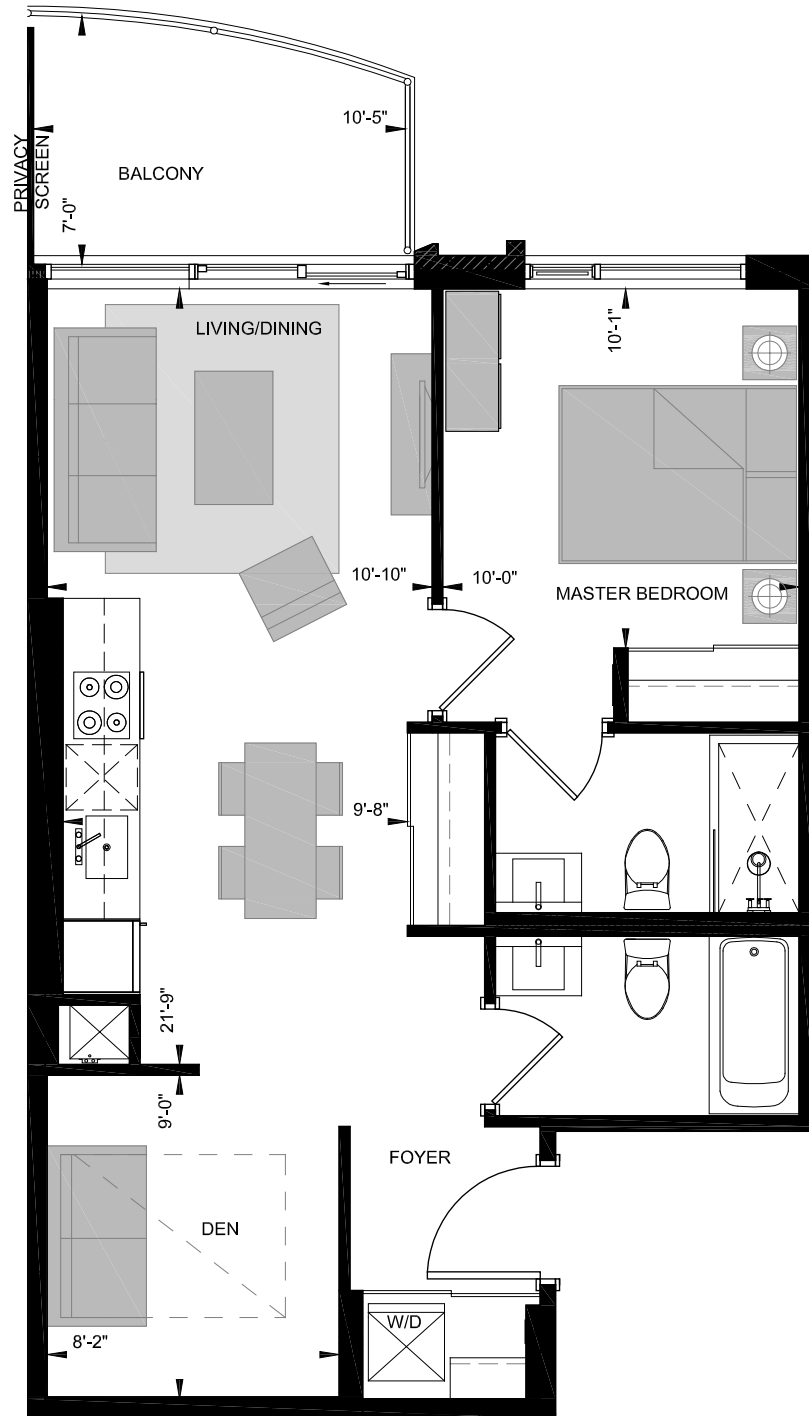 10'-5"
PRIVACY
SCREEN
BALCONY
7'-0"
LIVING/DINING
10'-1"
10'-10"
10'-0"
MASTER BEDROOM
9'-8"
21'-9"
9'-0"
FOYER
DEN
W/D
8'-2"